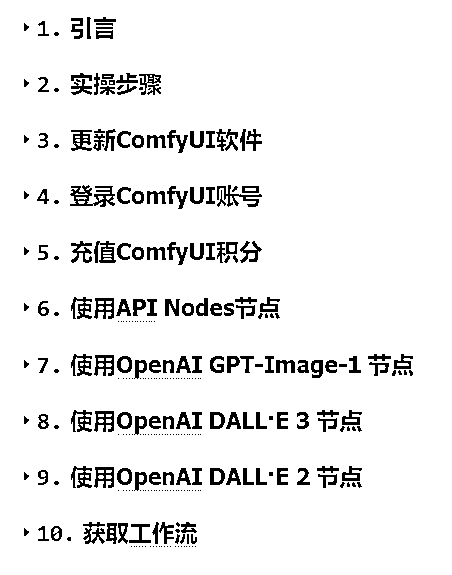 1. 引言
2. 实操步骤
3. 更新ComfyUI软件
4. 登录ComfyUI账号
5. 充值ComfyUI积分
6. 使用API Nodes节点
7. 使用OpenAI GPT-Image-1 节点
8. 使用OpenAI DALL·E 3 节点
9. 使用OpenAI DALL·E 2 节点
10. 获取工作流